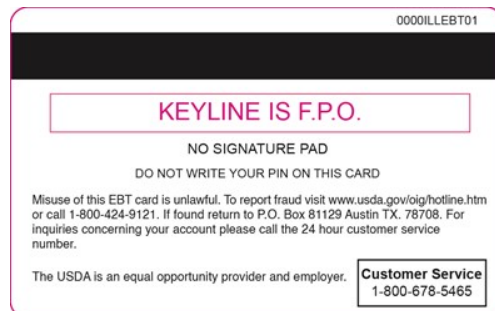 0000ILLEBT01
KEYLINE IS F.P.O.
NO SIGNATURE PAD
DO NOT WRITE YOUR PIN ON THIS CARD
Misuse of this EBT card is unlawful. To report fraud visit www.usda.gov/oig/hotline.htm
or call 1-800-424-9121. If found return to P.O. Box 81129 Austin TX. 78708. For
inquiries concerning your account please call the 24 hour customer service
number.
The USDA is an equal opportunity provider and employer.
Customer Service
1-800-678-5465